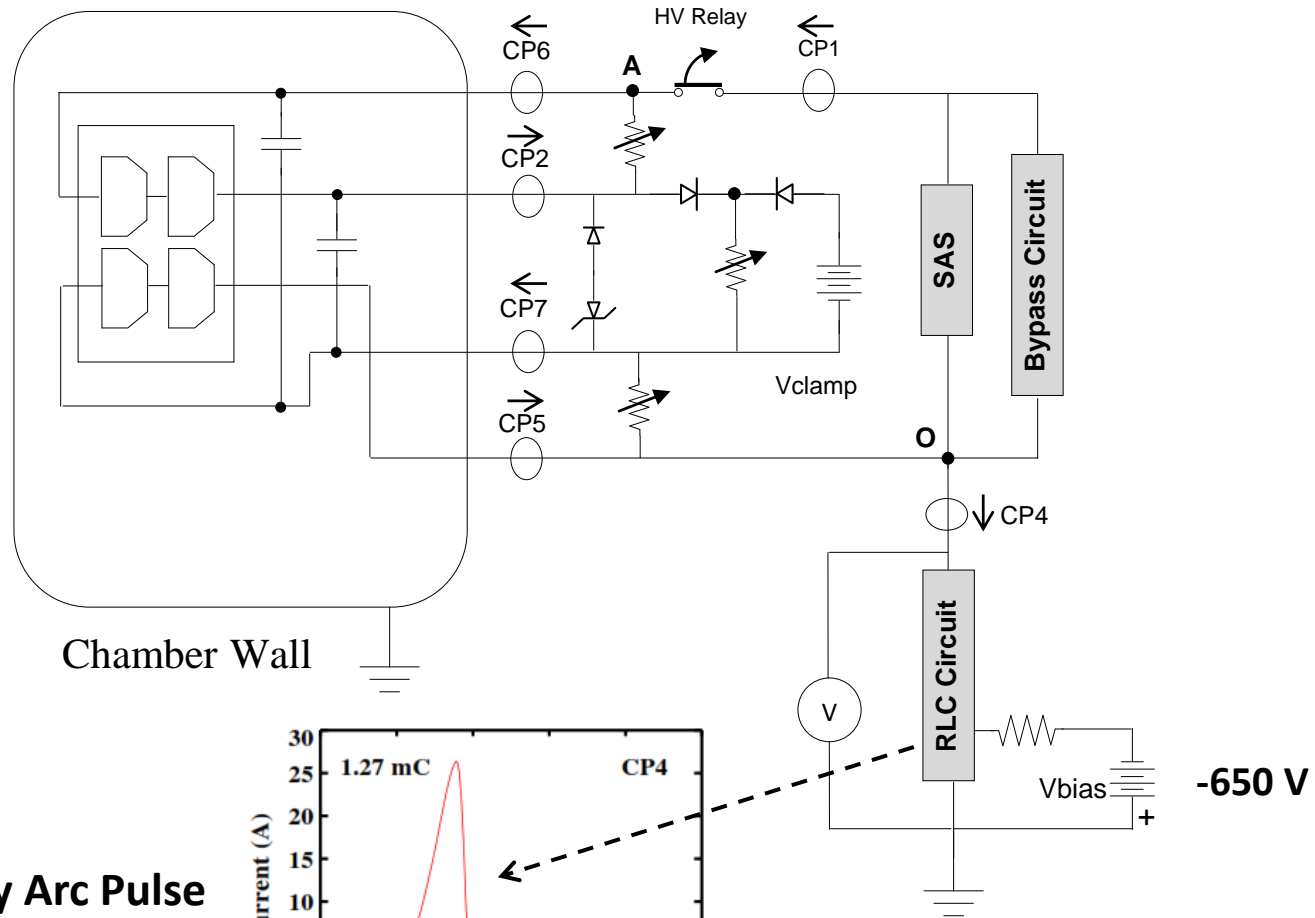 HV Relay
CP6
A
CP1
CP2
SAS
Bypass Circuit
CP7
Vclamp
CP5
O
CP4
Chamber Wall
RLC Circuit
V
Vbias
+
-650 V
30
1.27 mC
CP4
25
20
15
10
(A)
Arc Pulse